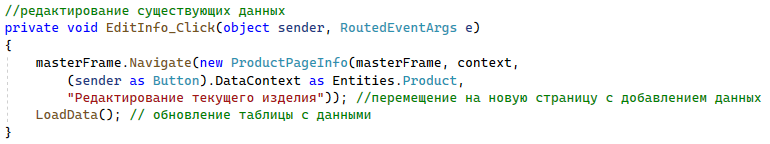 //редактирование существующих данных
private void EditInfo_Click(object sender, RoutedEventArgs e)
{
    masterFrame.Navigate(new ProductPageInfo(masterFrame, context,
        (sender as Button).DataContext as Entities.Product,
        "Редактирование текущего изделия")); //перемещение на новую страницу с добавлением данных
    LoadData(); // обновление таблицы с данными
}